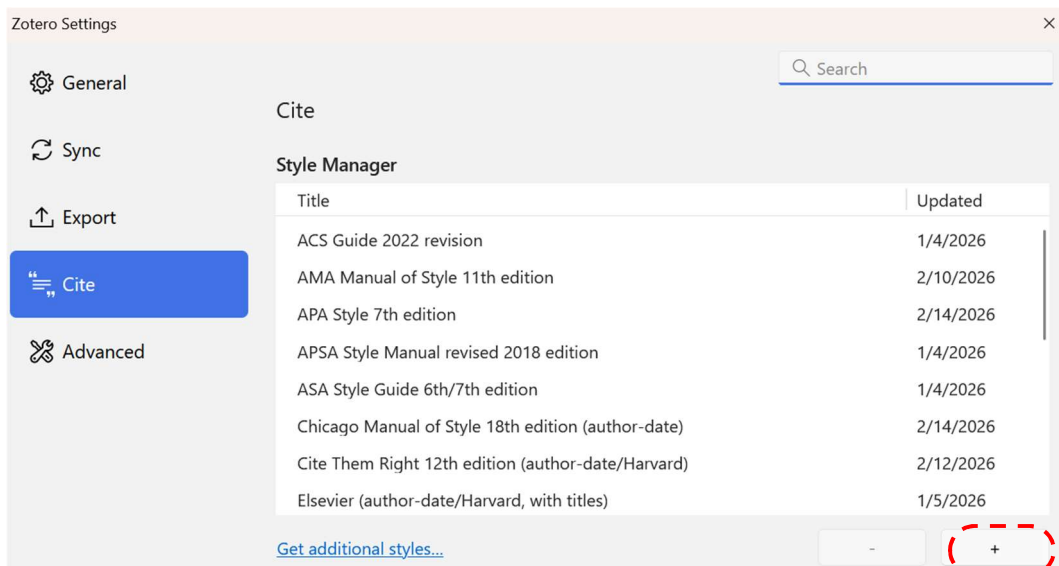 Zotero Settings
General
Sync
Export
Cite
Advanced
Search
Cite
Style Manager
Title Updated
ACS Guide 2022 revision 1/4/2026
AMA Manual of Style 11th edition 2/10/2026
APA Style 7th edition 2/14/2026
APSA Style Manual revised 2018 edition 1/4/2026
ASA Style Guide 6th/7th edition 1/4/2026
Chicago Manual of Style 18th edition (author-date) 2/14/2026
Cite Them Right 12th edition (author-date/Harvard) 2/12/2026
Elsevier (author-date/Harvard, with titles) 1/5/2026
Get additional styles... - +